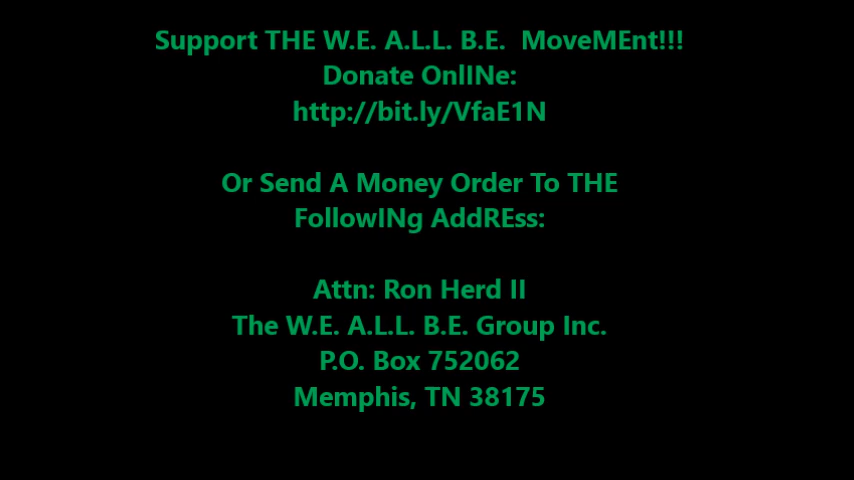 Support THE W.E. A.L.L. B.E.  MoveMEnt!!!
Donate OnlINe:
http://bit.ly/VfaE1N
Or Send A Money Order To THE
FollowINg AddREss:
Attn: Ron Herd II
The W.E. A.L.L. B.E. Group Inc.
P.O. Box 752062
Memphis, TN 38175